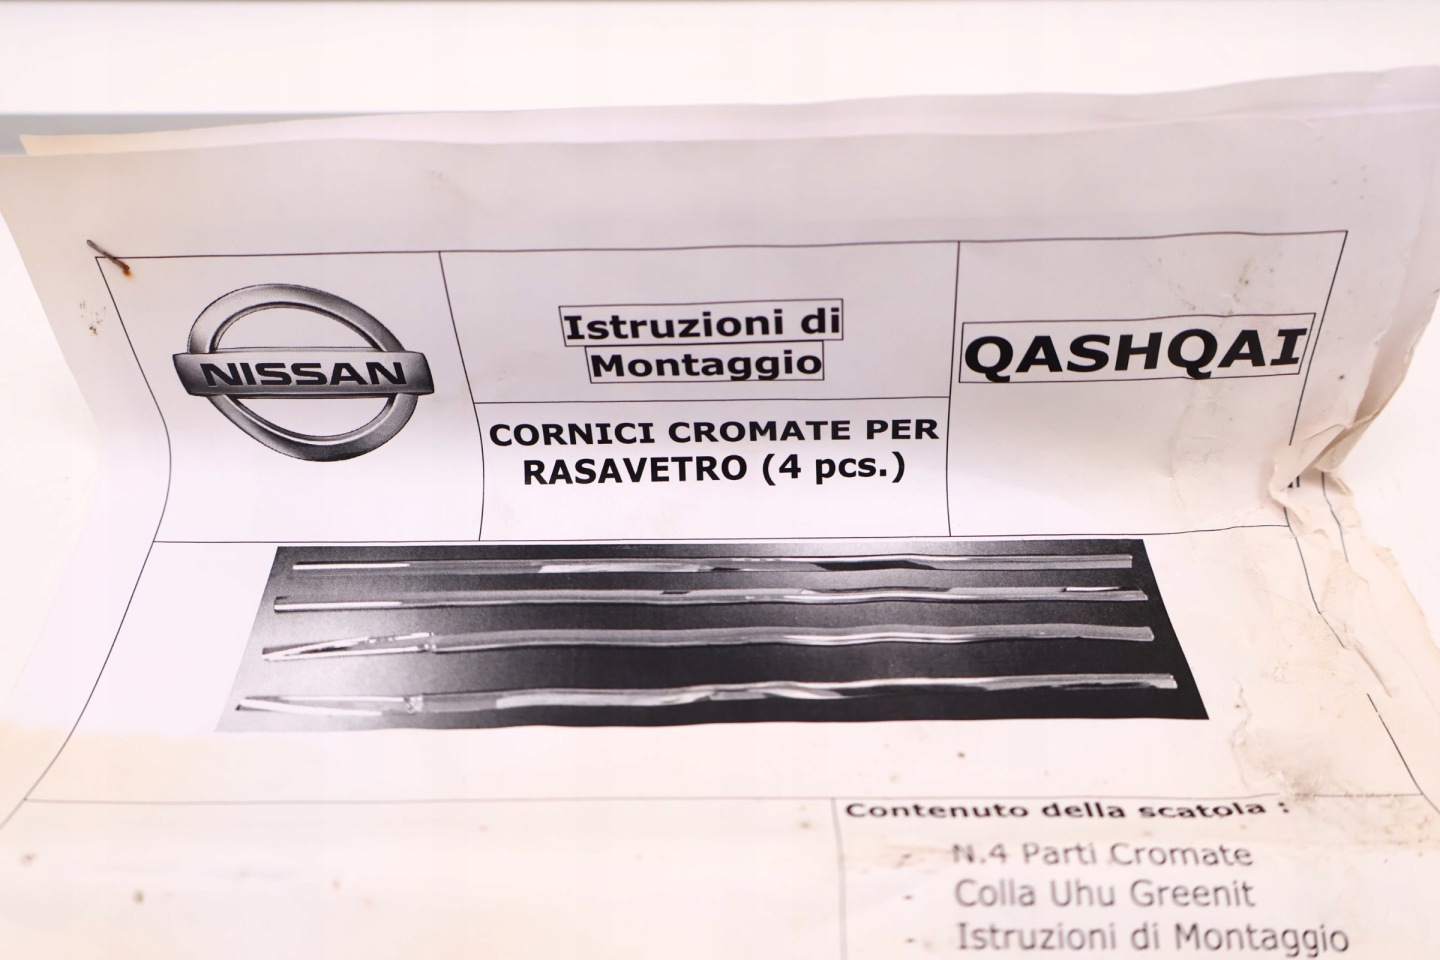 NISSAN
Istruzioni di
Montaggio
QASHQAI
CORNICI CROMATE PER
RASAVETRO (4 pcs.)
Contenuto della scatola :
- N.4 Parti Cromate
- Colla Uhu Greenit
- Istruzioni di Montaggio